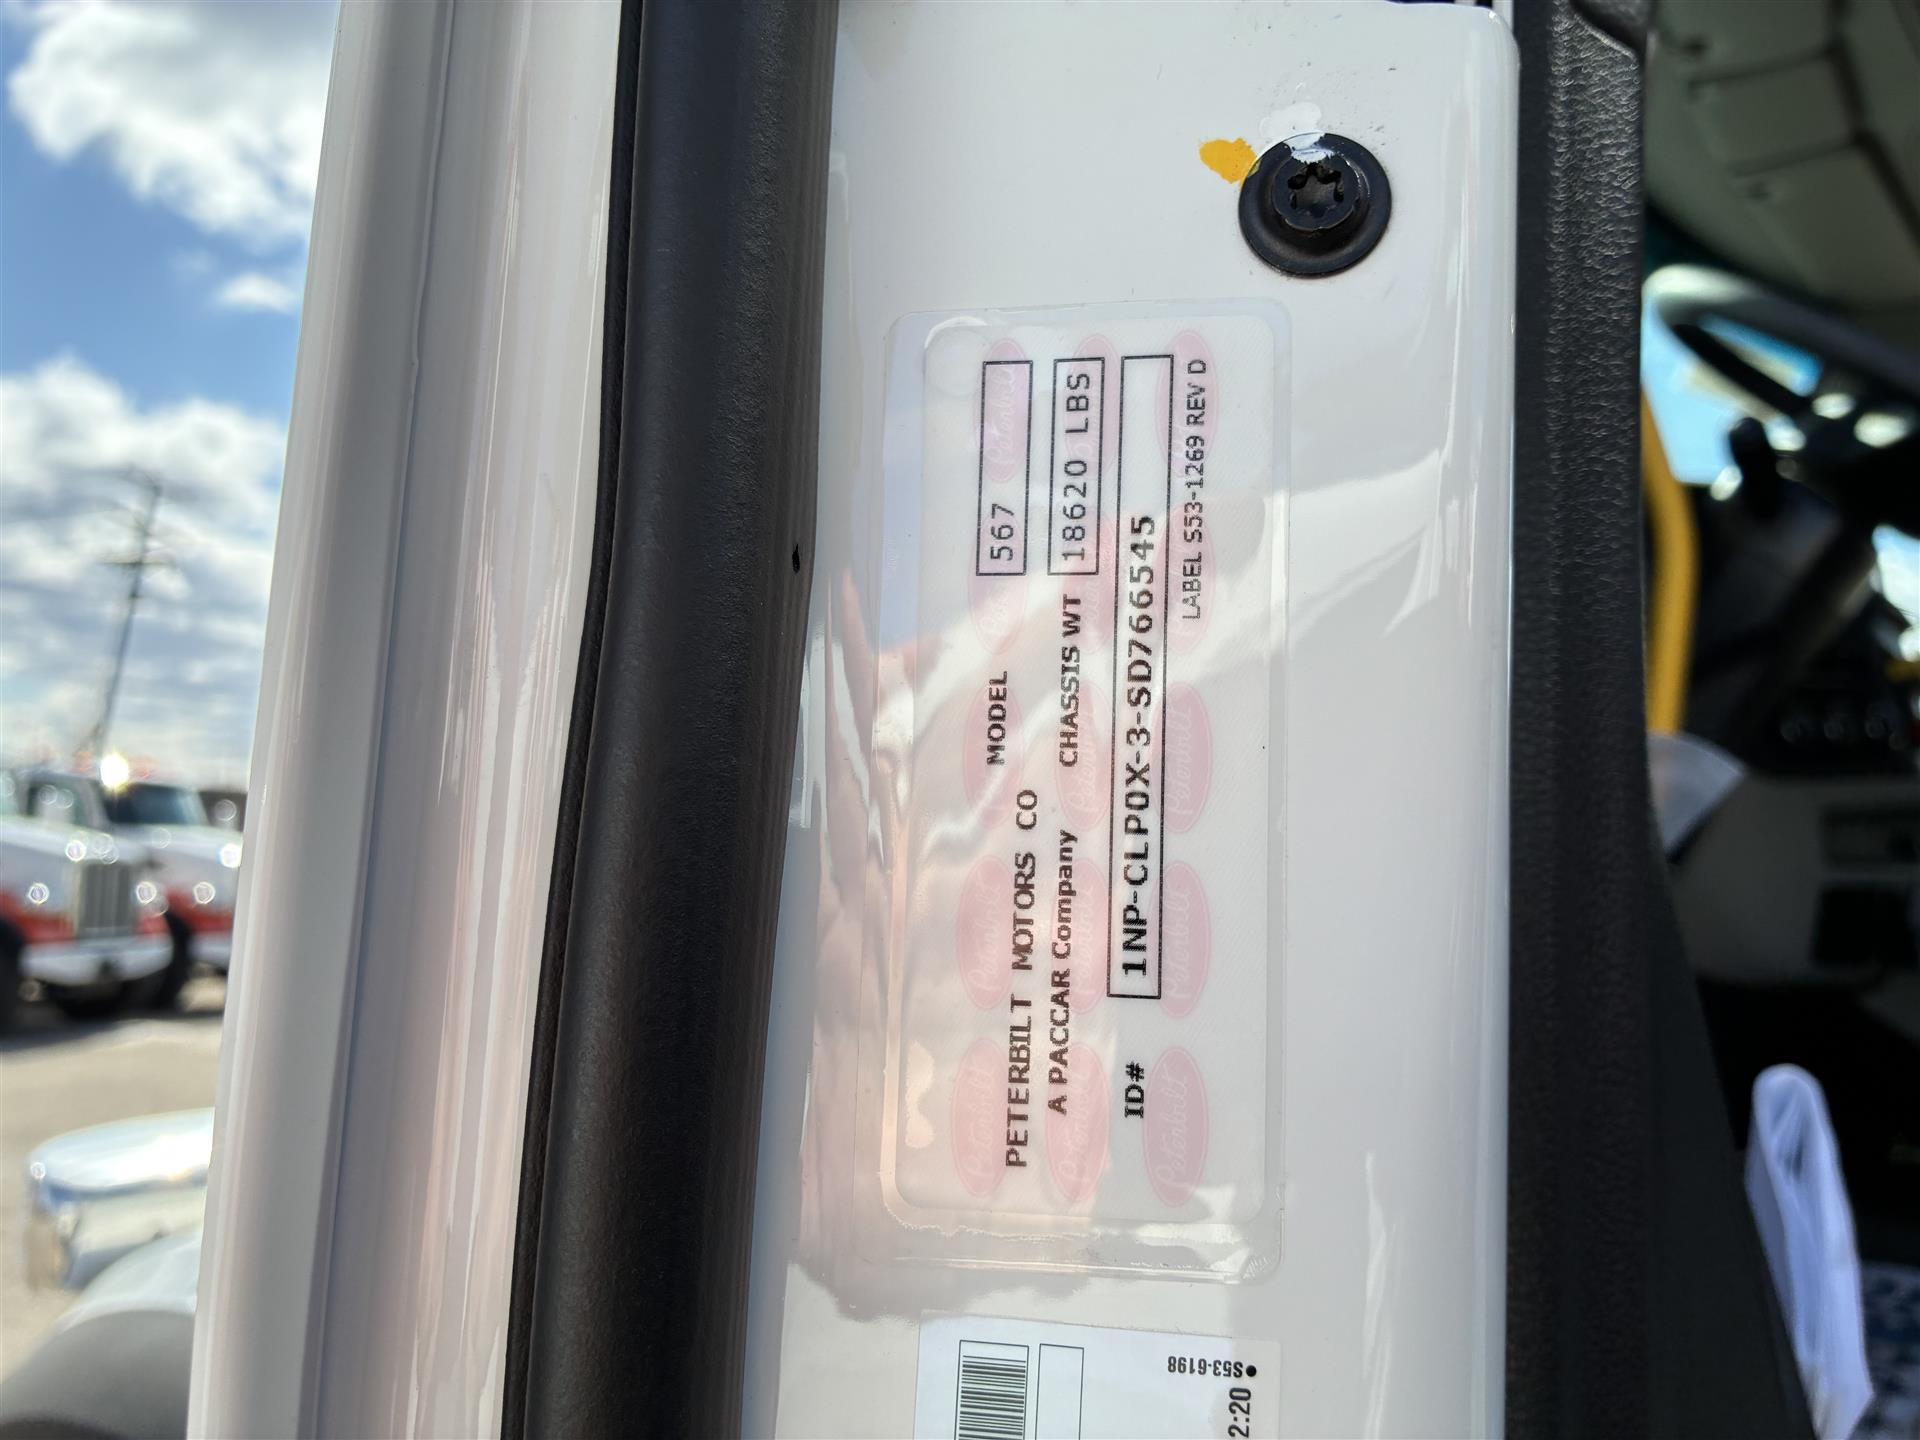 PETERBILT MOTORS CO
MODEL 567
A PACCAR Company
CHASSIS WT 18620 LBS
ID# 1NP-CLP0X-3-SD766545
LABEL S53-1269 REV D
Peterbilt
S53-6198
2:20